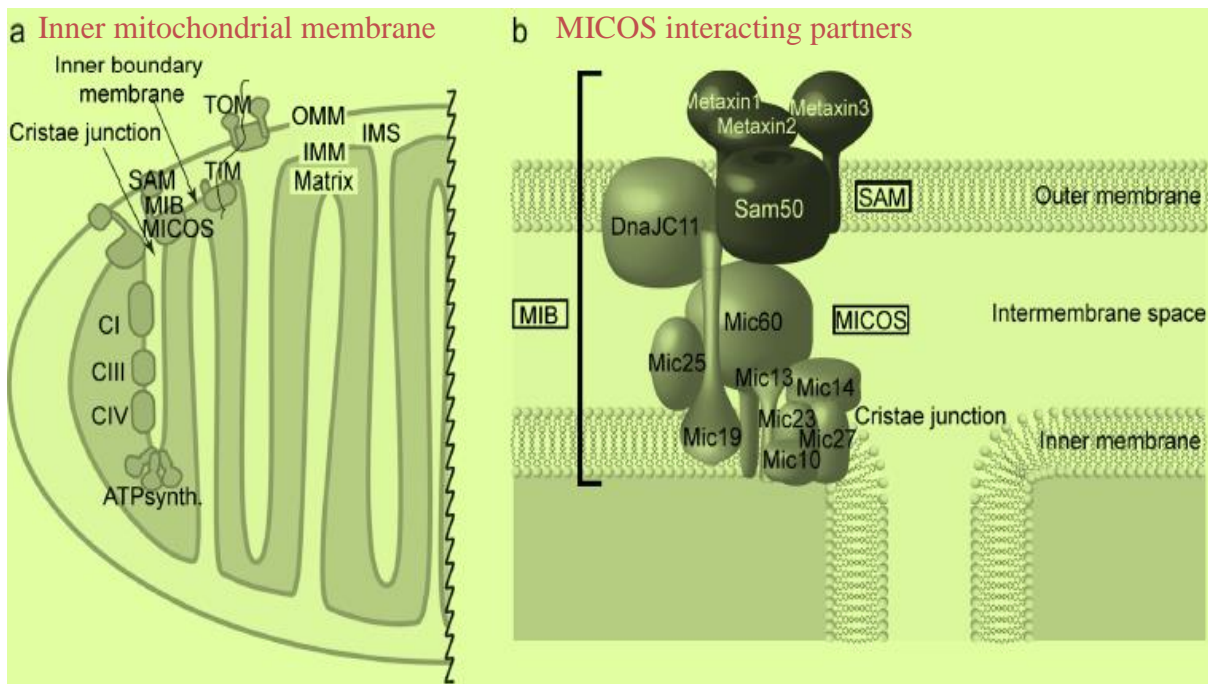 a Inner mitochondrial membrane
Inner boundary
membrane
TOM
OMM
IMS
Cristae junction
IMM
Matrix
SAM
TIM
MIB
MICOS
CI
CIII
CIV
ATPsynth.
b MICOS interacting partners
Metaxin1
Metaxin3
Metaxin2
SAM
Outer membrane
DnaJC11
Sam50
MIB
Mic60
MICOS
Intermembrane space
Mic25
Mic13
Mic14
Mic23
Cristae junction
Mic19
Mic27
Inner membrane
Mic10